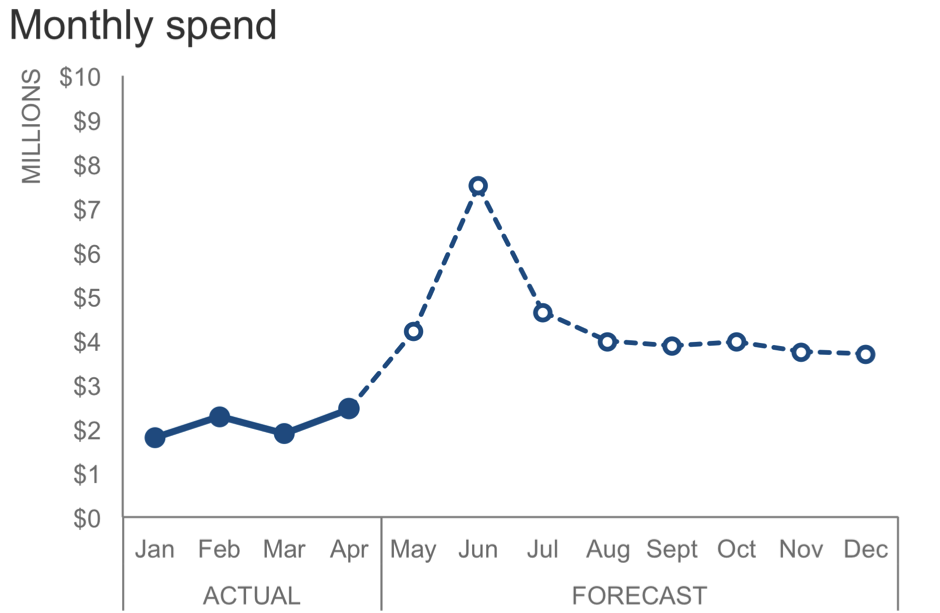 Monthly spend
MILLIONS
$10
$9
$8
$7
$6
$5
$4
$3
$2
$1
$0
Jan Feb Mar Apr May Jun Jul Aug Sept Oct Nov Dec
ACTUAL FORECAST